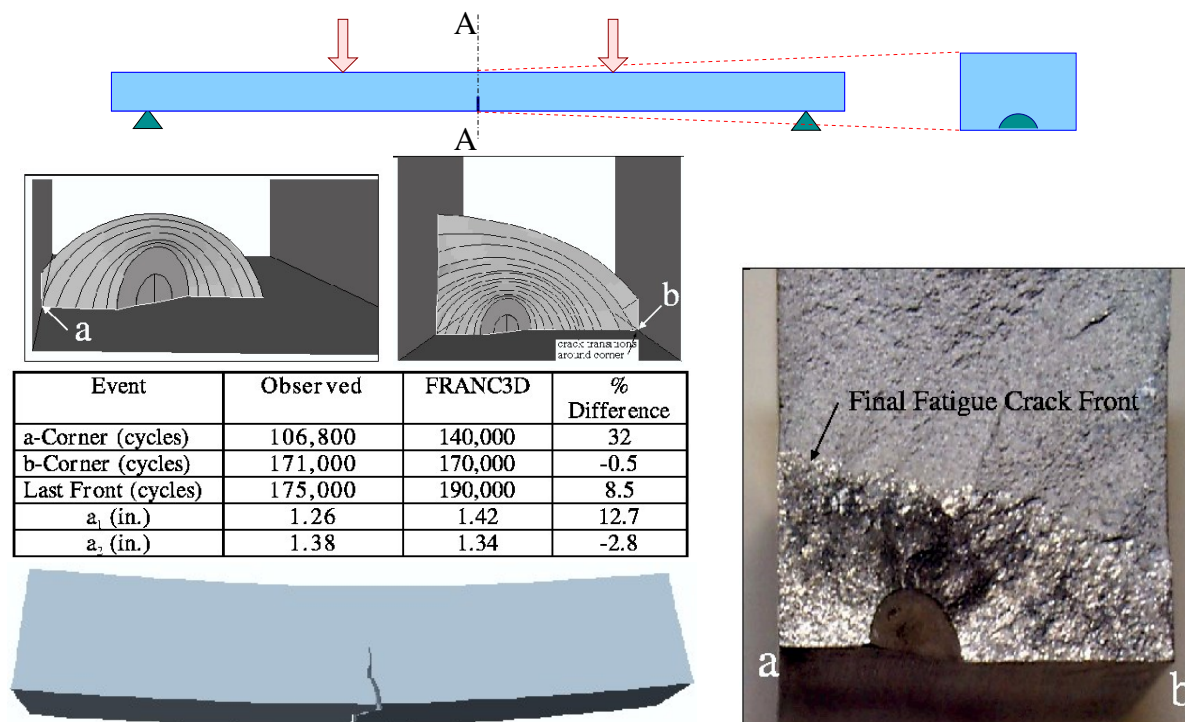 A
A
a
b
crack transitions
around corner
Event Observed FRANC3D % Difference
a-Corner (cycles) 106,800 140,000 32
b-Corner (cycles) 171,000 170,000 -0.5
Last Front (cycles) 175,000 190,000 8.5
a₁ (in.) 1.26 1.42 12.7
a₂ (in.) 1.38 1.34 -2.8
Final Fatigue Crack Front
a
b